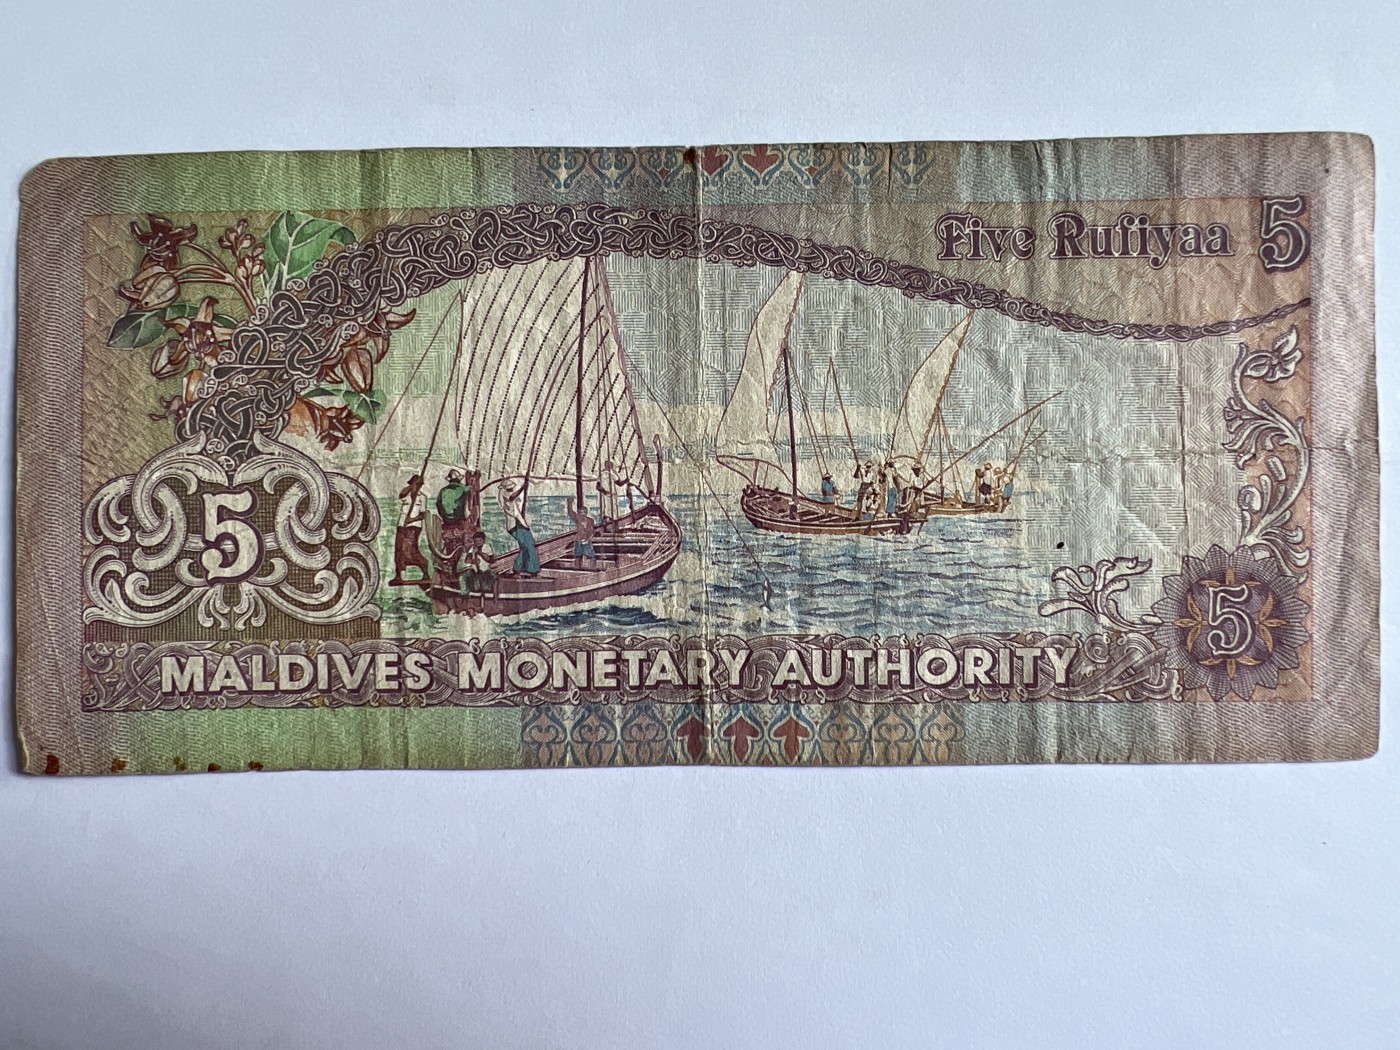 Five Rufiyaa 5
5
5
MALDIVES MONETARY AUTHORITY